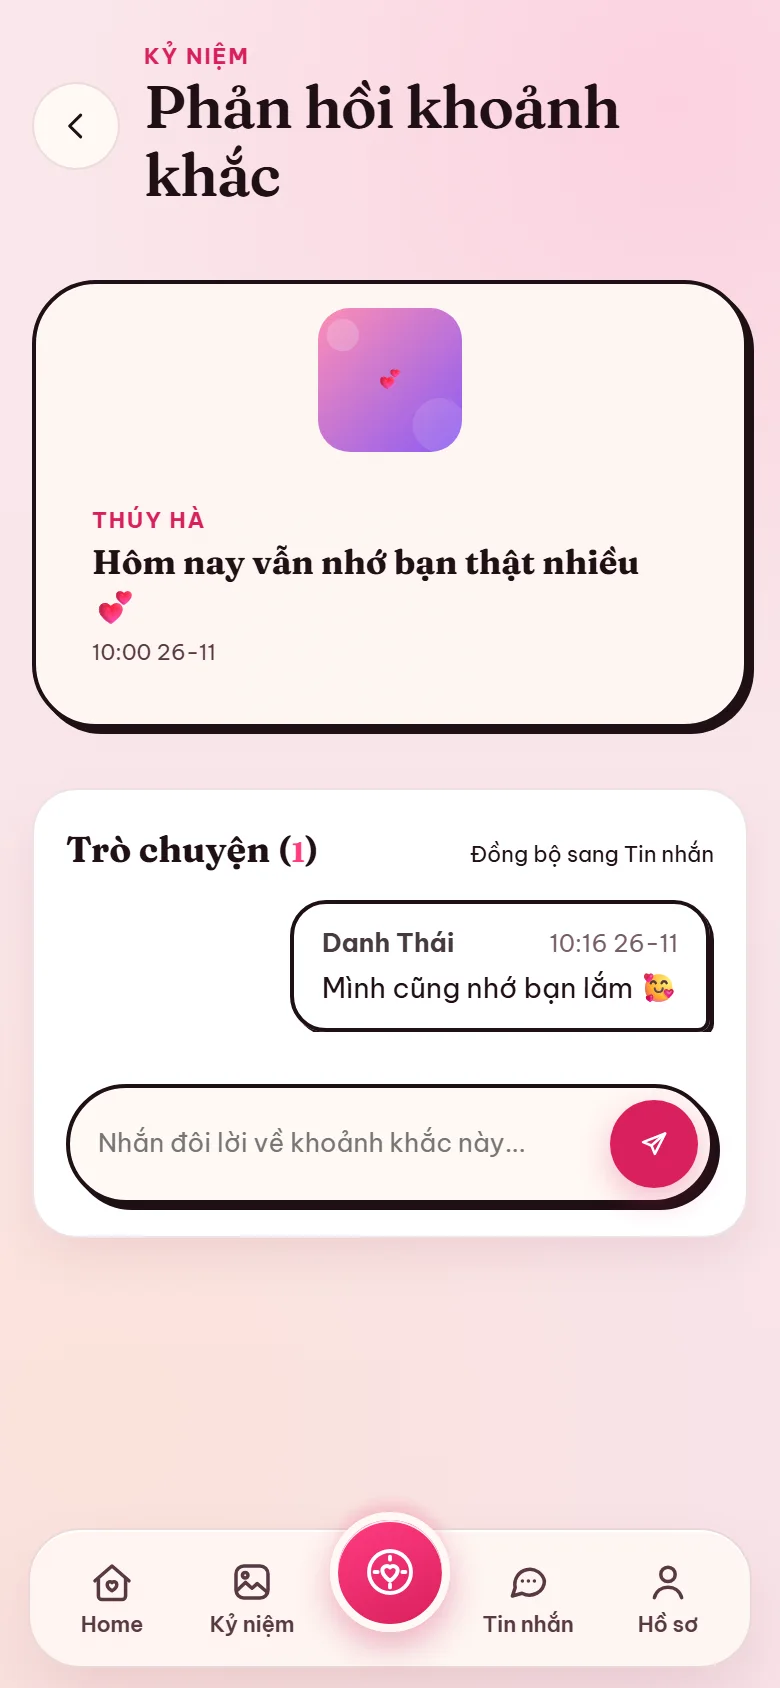 KỶ NIỆM
Phản hồi khoảnh
khắc
THÚY HÀ
Hôm nay vẫn nhớ bạn thật nhiều
💕
10:00 26-11
Trò chuyện (1)
Đồng bộ sang Tin nhắn
Danh Thái
10:16 26-11
Mình cũng nhớ bạn lắm 🥰
Nhắn đôi lời về khoảnh khắc này...
Home
Kỷ niệm
Tin nhắn
Hồ sơ